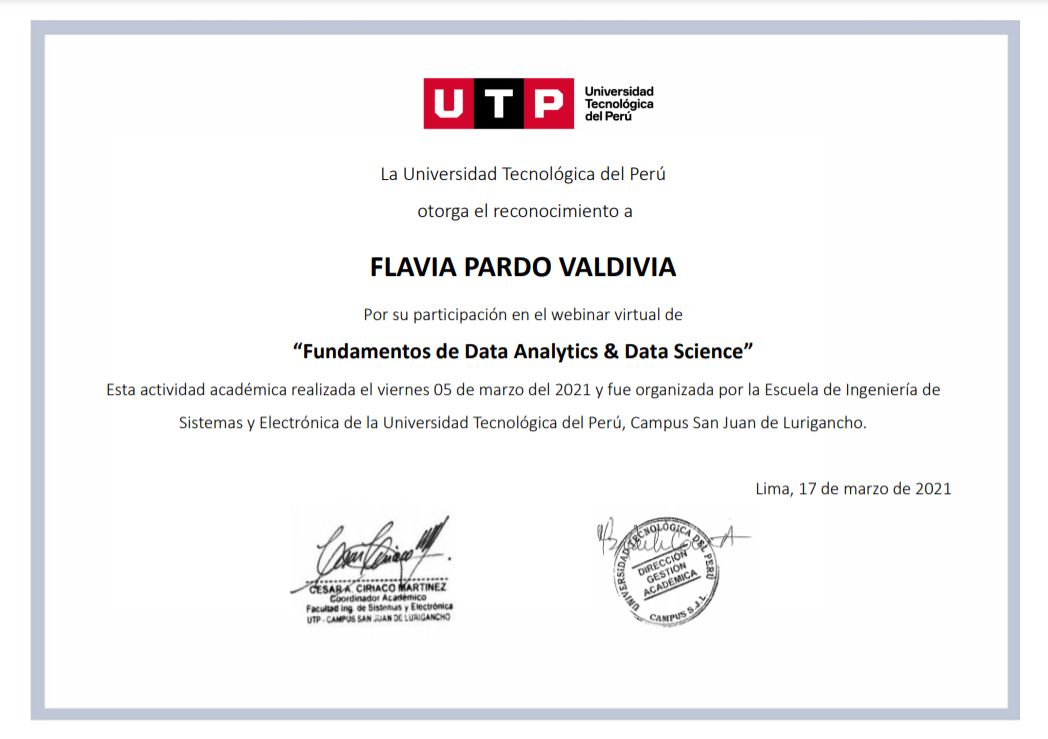 UTP
Universidad
Tecnológica
del Perú
La Universidad Tecnológica del Perú
otorga el reconocimiento a
FLAVIA PARDO VALDIVIA
Por su participación en el webinar virtual de
“Fundamentos de Data Analytics & Data Science”
Esta actividad académica realizada el viernes 05 de marzo del 2021 y fue organizada por la Escuela de Ingeniería de
Sistemas y Electrónica de la Universidad Tecnológica del Perú, Campus San Juan de Lurigancho.
Lima, 17 de marzo de 2021
CESAR A. CIRIACO MARTINEZ
Coordinador Académico
Facultad Ing. de Sistemas y Electrónica
UTP - CAMPUS SAN JUAN DE LURIGANCHO
UNIVERSIDAD TECNOLÓGICA DEL PERÚ
DIRECCIÓN
GESTIÓN
ACADÉMICA
CAMPUS S.J.L